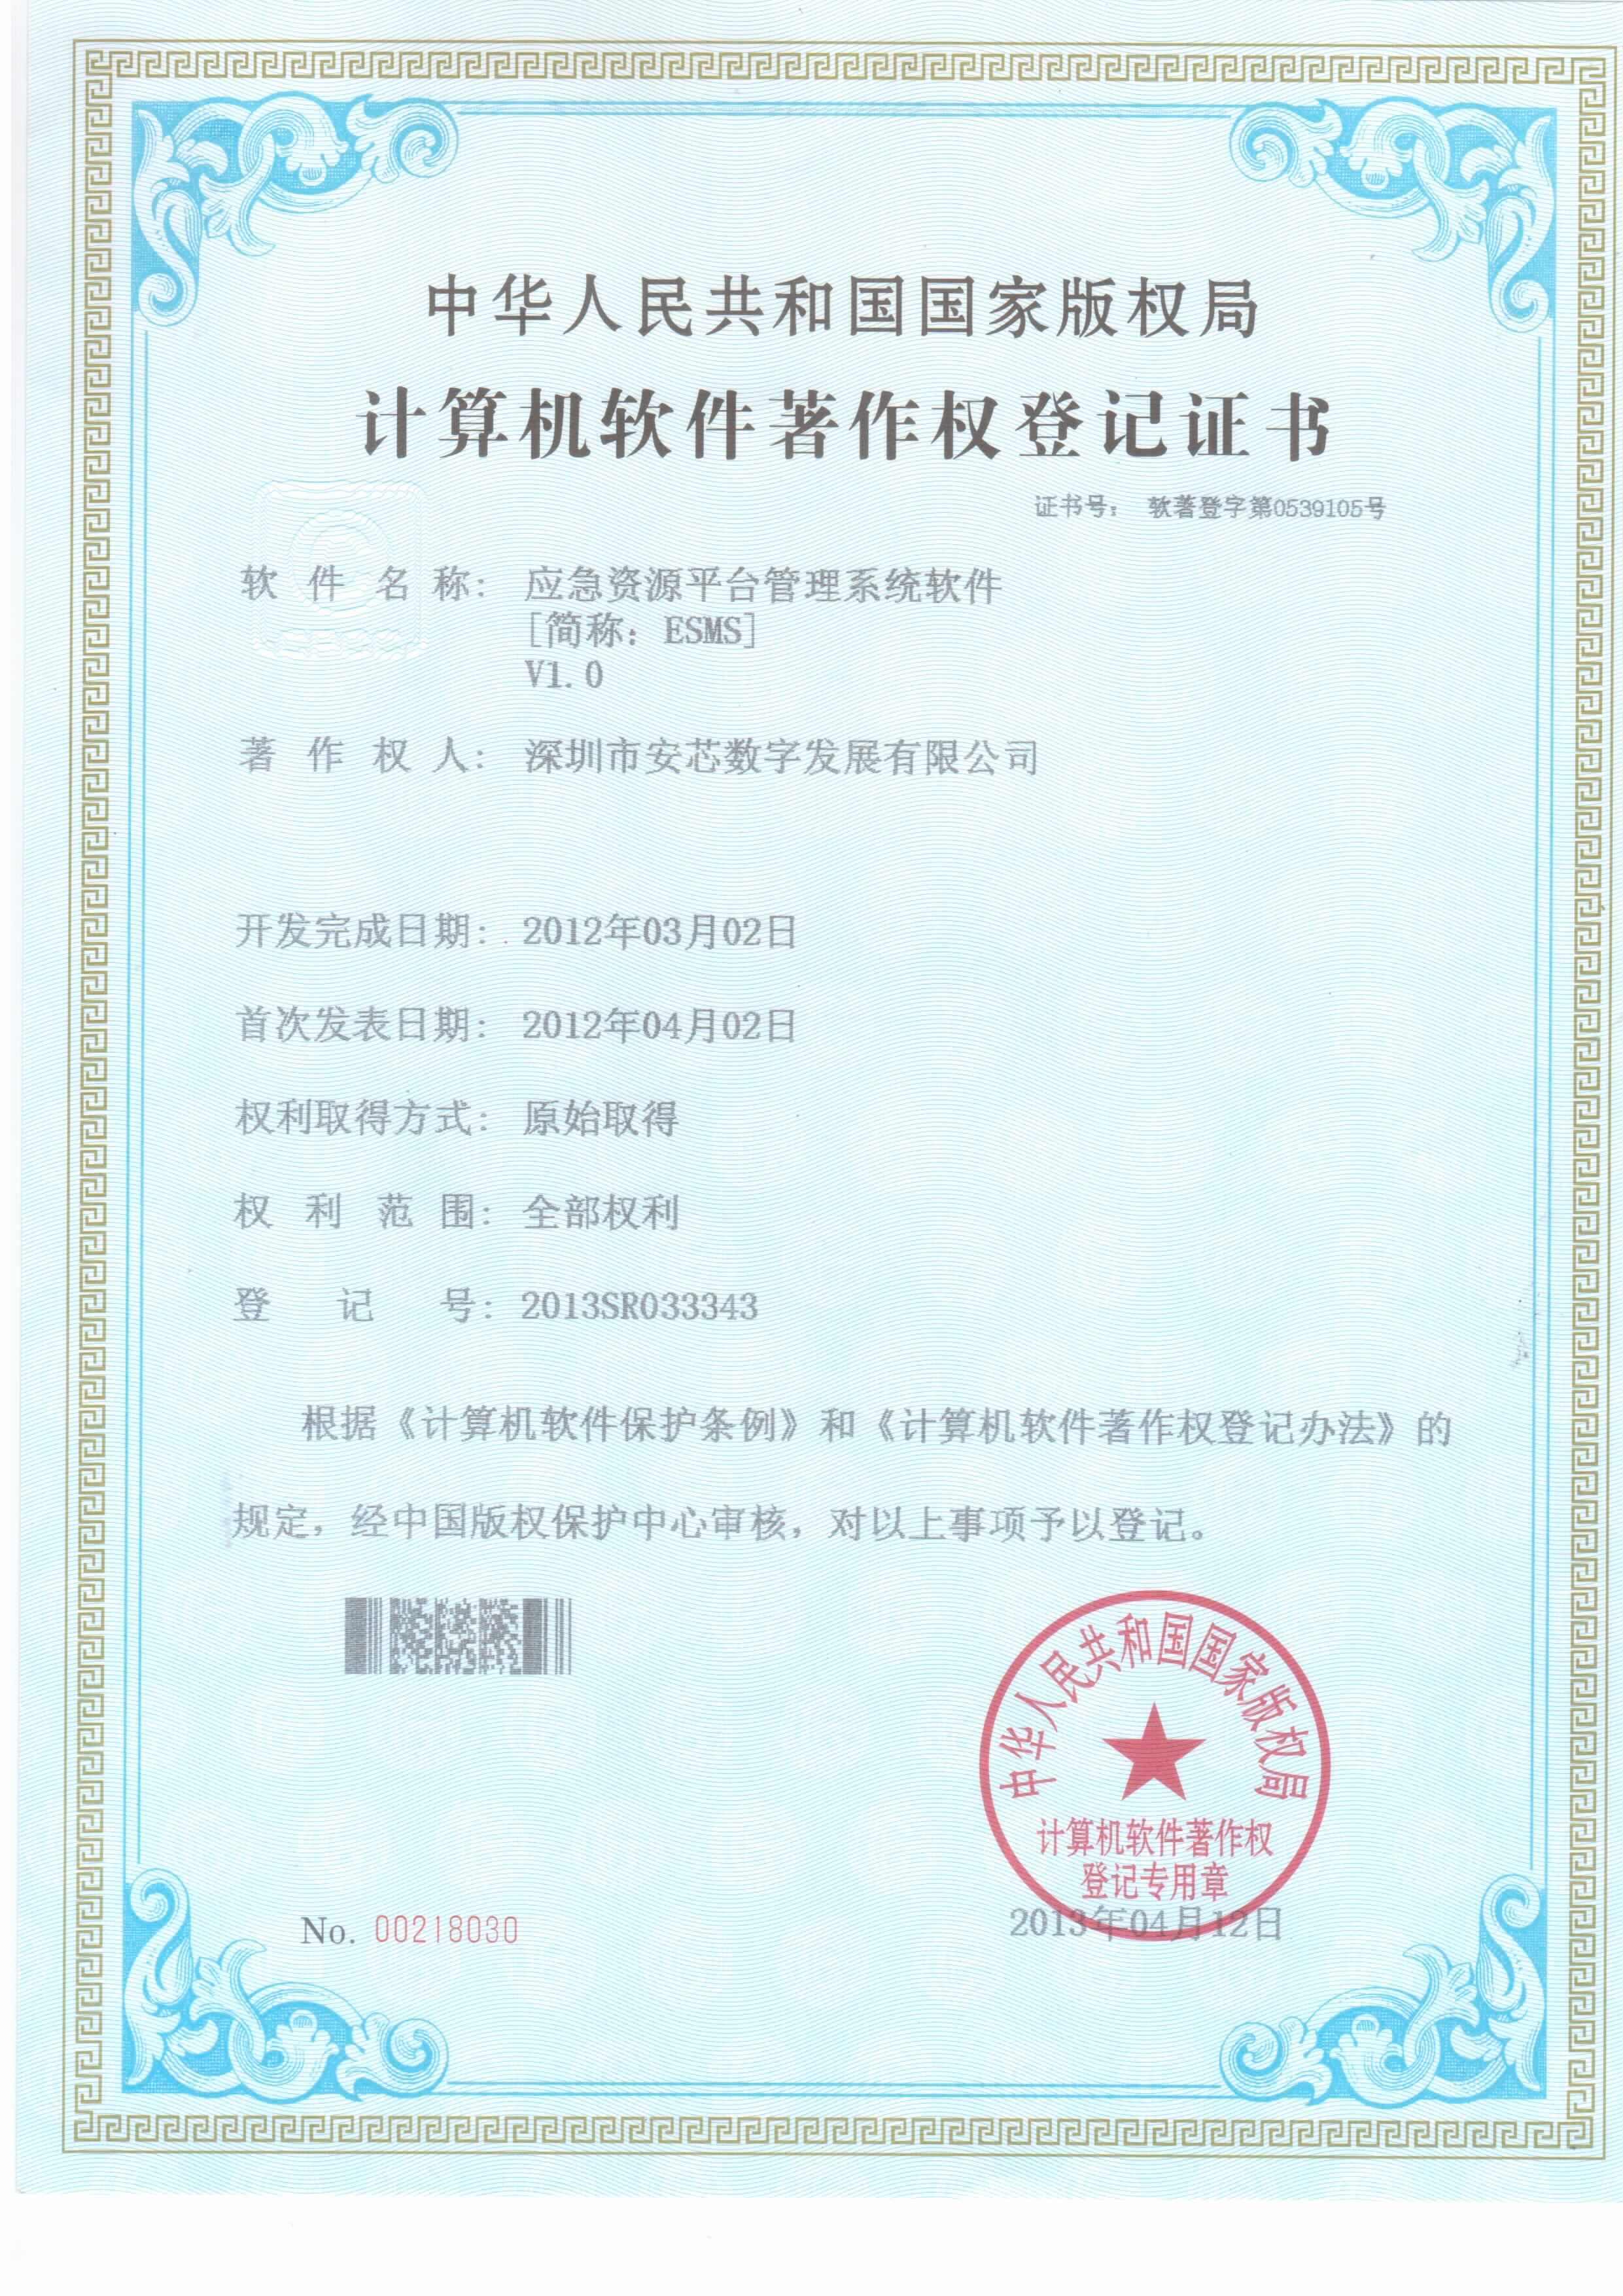 中华人民共和国国家版权局
计算机软件著作权登记证书
证书号： 软著登字第0539105号
软件名称： 应急资源平台管理系统软件
[简称：ESMS]
V1.0
著作权人： 深圳市安芯数字发展有限公司
开发完成日期： 2012年03月02日
首次发表日期： 2012年04月02日
权利取得方式： 原始取得
权利范围： 全部权利
登记号： 2013SR033343
根据《计算机软件保护条例》和《计算机软件著作权登记办法》的
规定，经中国版权保护中心审核，对以上事项予以登记。
中华人民共和国国家版权局
计算机软件著作权
登记专用章
No. 00218030
2013年04月12日